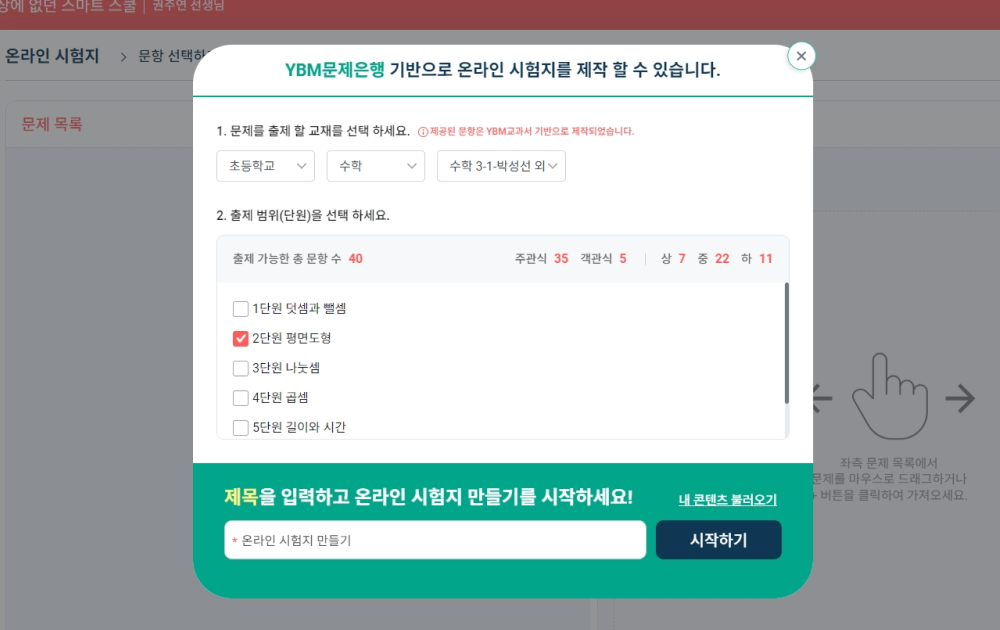 상에 없던 스마트 스쿨 | 권주연 선생님
온라인 시험지 > 문항 선택하
문제 목록
YBM문제은행 기반으로 온라인 시험지를 제작 할 수 있습니다.
1. 문제를 출제 할 교재를 선택 하세요. 제공된 문항은 YBM교과서 기반으로 제작되었습니다.
초등학교 수학 수학 3-1-박성선 외
2. 출제 범위(단원)을 선택 하세요.
출제 가능한 총 문항 수 40 주관식 35 객관식 5 | 상 7 중 22 하 11
1단원 덧셈과 뺄셈
2단원 평면도형
3단원 나눗셈
4단원 곱셈
5단원 길이와 시간
좌측 문제 목록에서
문제를 마우스로 드래그하거나
+ 버튼을 클릭하여 가져오세요.
제목을 입력하고 온라인 시험지 만들기를 시작하세요! 내 콘텐츠 불러오기
* 온라인 시험지 만들기 시작하기